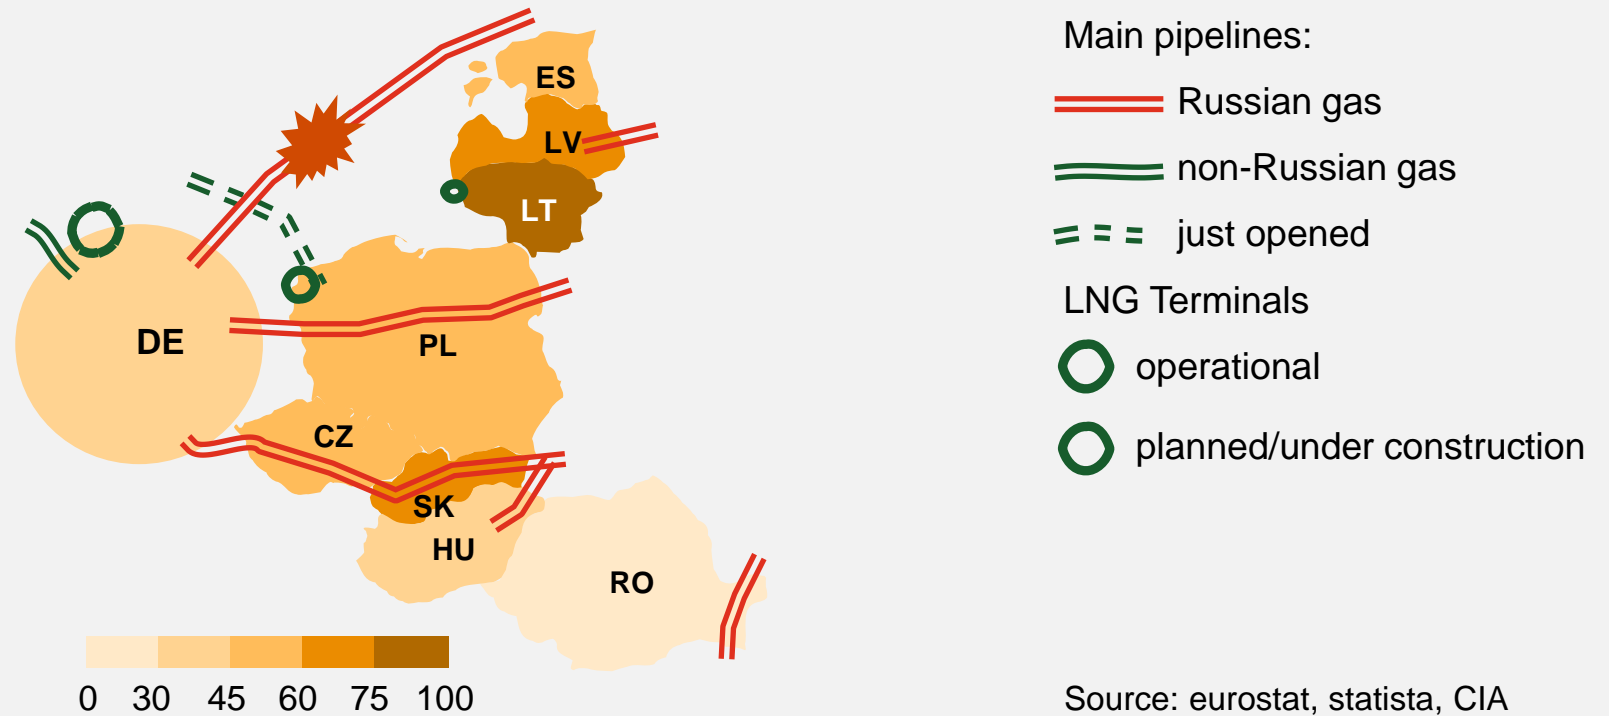 Main pipelines:
Russian gas
non-Russian gas
just opened
LNG Terminals
operational
planned/under construction
ES
LV
LT
DE
PL
CZ
SK
HU
RO
0 30 45 60 75 100
Source: eurostat, statista, CIA